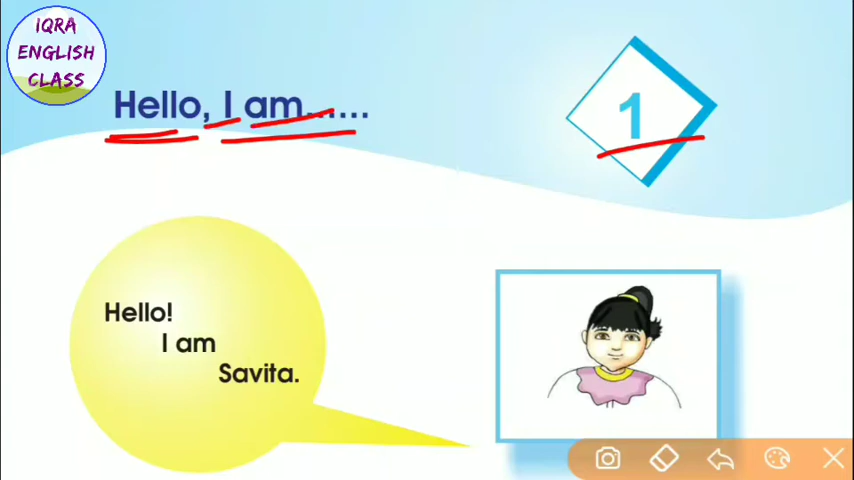 IQRA
ENGLISH
CLASS
Hello, I am......
1
Hello!
I am
Savita.